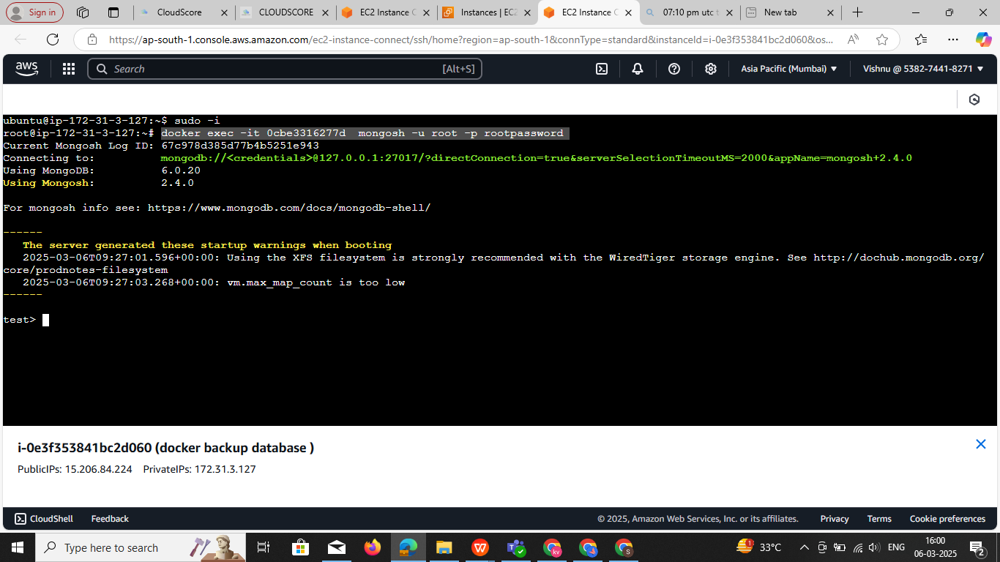 Sign in
CloudScore
CLOUDSCORE
EC2 Instance C
Instances | EC2
EC2 Instance C
07:10 pm utc t
New tab
https://ap-south-1.console.aws.amazon.com/ec2-instance-connect/ssh/home?region=ap-south-1&connType=standard&instanceId=i-0e3f353841bc2d060&os...
aws
Search
[Alt+S]
Asia Pacific (Mumbai)
Vishnu @ 5382-7441-8271
ubuntu@ip-172-31-3-127:~$ sudo -i
root@ip-172-31-3-127:~# docker exec -it 0cbe3316277d  mongosh -u root -p rootpassword
Current Mongosh Log ID: 67c978d385d77b4b5251e943
Connecting to:          mongodb://<credentials>@127.0.0.1:27017/?directConnection=true&serverSelectionTimeoutMS=2000&appName=mongosh+2.4.0
Using MongoDB:          6.0.20
Using Mongosh:          2.4.0
For mongosh info see: https://www.mongodb.com/docs/mongodb-shell/
------
The server generated these startup warnings when booting
2025-03-06T09:27:01.596+00:00: Using the XFS filesystem is strongly recommended with the WiredTiger storage engine. See http://dochub.mongodb.org/
core/prodnotes-filesystem
2025-03-06T09:27:03.268+00:00: vm.max_map_count is too low
------
test>
i-0e3f353841bc2d060 (docker backup database )
PublicIPs: 15.206.84.224 PrivateIPs: 172.31.3.127
CloudShell
Feedback
© 2025, Amazon Web Services, Inc. or its affiliates.
Privacy
Terms
Cookie preferences
Type here to search
33°C
ENG
16:00
06-03-2025
2